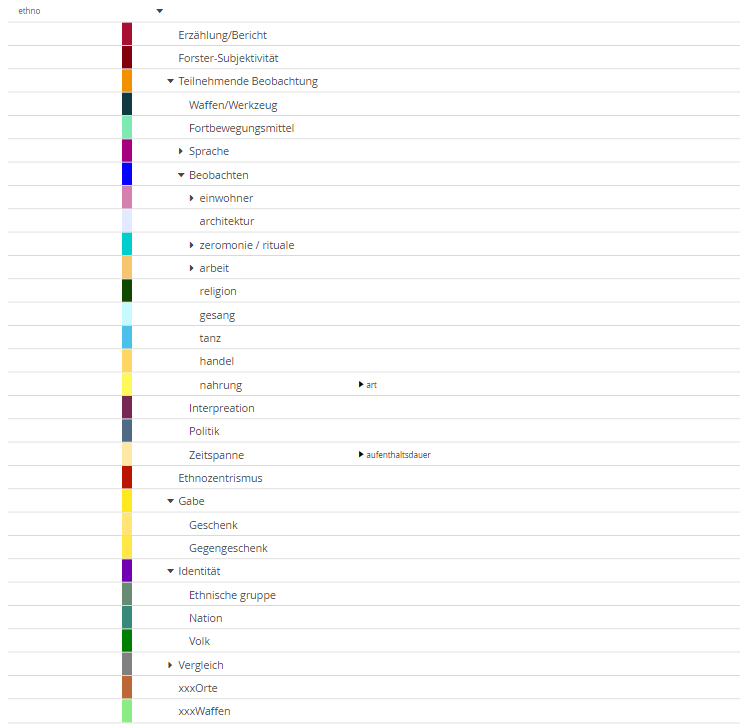 ethno
Erzählung/Bericht
Forster-Subjektivität
Teilnehmende Beobachtung
Waffen/Werkzeug
Fortbewegungsmittel
Sprache
Beobachten
einwohner
architektur
zeromonie / rituale
arbeit
religion
gesang
tanz
handel
nahrung art
Interpreation
Politik
Zeitspanne aufenthaltsdauer
Ethnozentrismus
Gabe
Geschenk
Gegengeschenk
Identität
Ethnische gruppe
Nation
Volk
Vergleich
xxxOrte
xxxWaffen